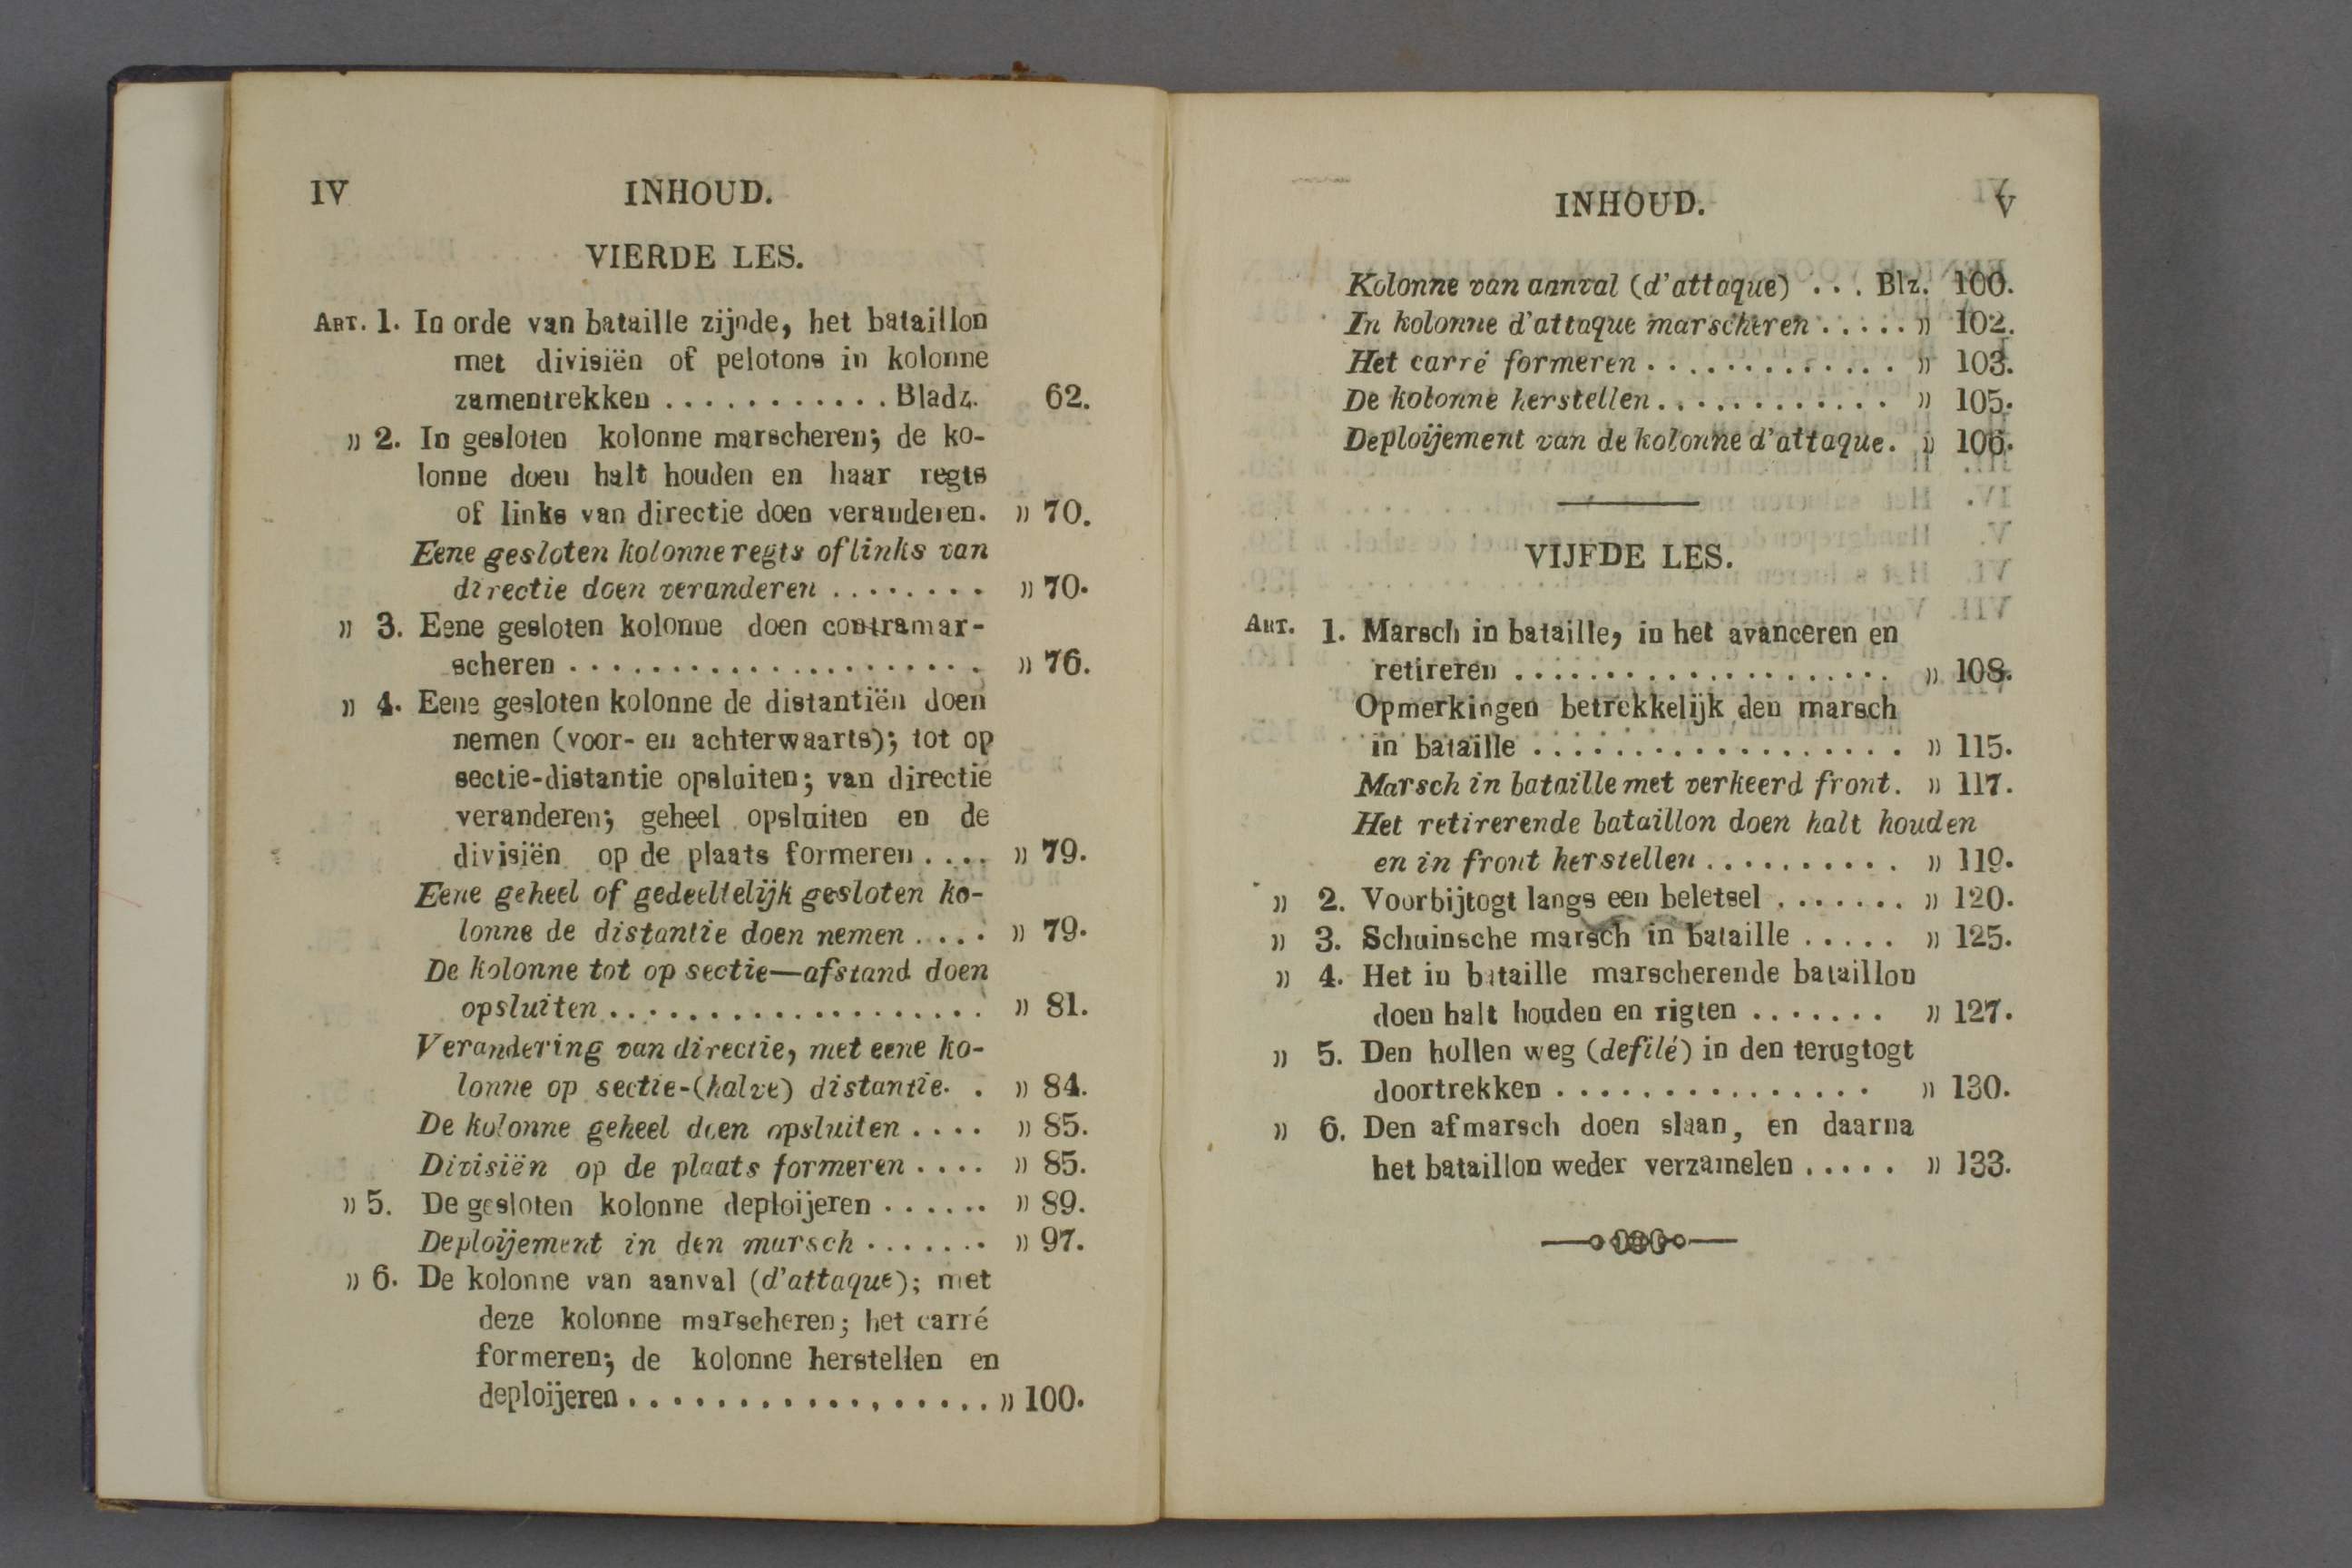 IV INHOUD.
VIERDE LES.
ART. 1. In orde van bataille zijnde, het bataillon
met divisiën of pelotons in kolonne
zamentrekken . . . . . . . . . . . Bladz. 62.
» 2. In gesloten kolonne marscheren; de ko-
lonne doen halt houden en haar regts
of links van directie doen veranderen. » 70.
Eene gesloten kolonne regts of links van
directie doen veranderen . . . . . . . . » 70.
» 3. Eene gesloten kolonne doen contramar-
scheren . . . . . . . . . . . . . . . . . . . . » 76.
» 4. Eene gesloten kolonne de distantiën doen
nemen (voor- en achterwaarts); tot op
sectie-distantie opsluiten; van directie
veranderen; geheel opsluiten en de
divisiën op de plaats formeren . . . . » 79.
Eene geheel of gedeeltelijk gesloten ko-
lonne de distantie doen nemen . . . . » 79.
De kolonne tot op sectie—afstand doen
opsluiten . . . . . . . . . . . . . . . . . . . » 81.
Verandering van directie, met eene ko-
lonne op sectie-(halve) distantie. . » 84.
De kolonne geheel doen opsluiten . . . . » 85.
Divisiën op de plaats formeren . . . . » 85.
» 5. De gesloten kolonne deploijeren . . . . . . » 89.
Deploijement in den marsch . . . . . . . » 97.
» 6. De kolonne van aanval (d'attaque); met
deze kolonne marscheren; het carré
formeren; de kolonne herstellen en
deploijeren . . . . . . . . . . . , . . . . . » 100.
INHOUD. V
Kolonne van aanval (d'attaque) . . . Blz. 100.
In kolonne d'attaque marscheren . . . . . » 102.
Het carré formeren . . . . . . . . . . . . . » 103.
De kolonne herstellen . . . . . . . . . . . . » 105.
Deploijement van de kolonne d'attaque. » 106.
VIJFDE LES.
ART. 1. Marsch in bataille, in het avanceren en
retireren . . . . . . . . . . . . . . . . . . . . » 108.
Opmerkingen betrekkelijk den marsch
in bataille . . . . . . . . . . . . . . . . . . » 115.
Marsch in bataille met verkeerd front. » 117.
Het retirerende bataillon doen halt houden
en in front herstellen . . . . . . . . . . » 119.
» 2. Voorbijtogt langs een beletsel . . . . . . . » 120.
» 3. Schuinsche marsch in bataille . . . . . » 125.
» 4. Het in bataille marscherende bataillon
doen halt houden en rigten . . . . . . . » 127.
» 5. Den hollen weg (defilé) in den terugtogt
doortrekken . . . . . . . . . . . . . . . » 130.
» 6. Den afmarsch doen slaan, en daarna
het bataillon weder verzamelen . . . . . » 133.